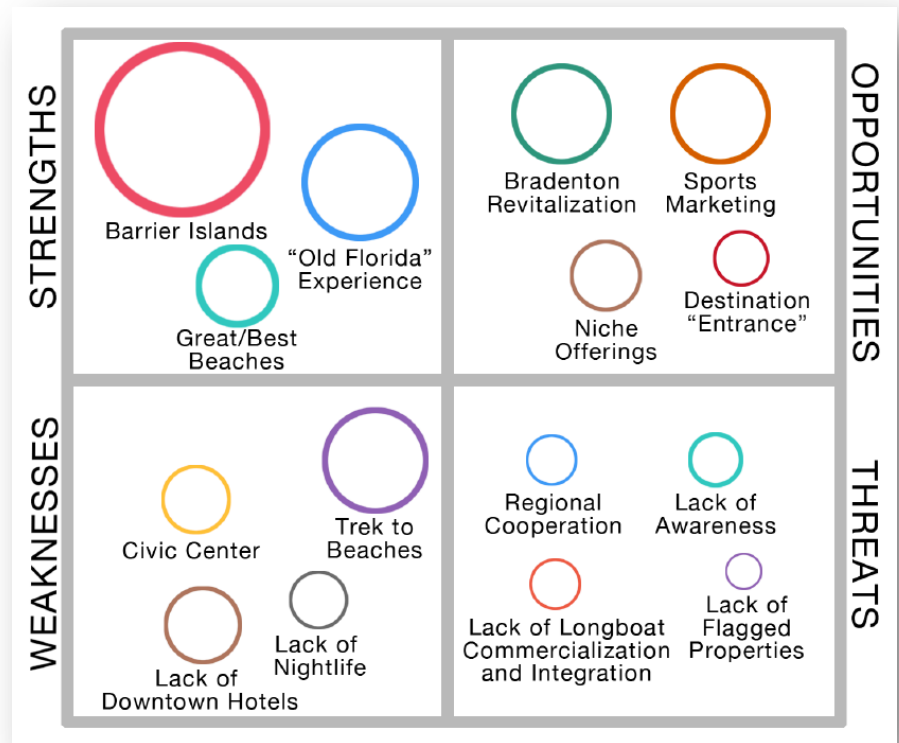 STRENGTHS
Barrier Islands
“Old Florida”
Experience
Great/Best
Beaches
OPPORTUNITIES
Bradenton
Revitalization
Sports
Marketing
Niche
Offerings
Destination
“Entrance”
WEAKNESSES
Civic Center
Trek to
Beaches
Lack of
Downtown Hotels
Lack of
Nightlife
THREATS
Regional
Cooperation
Lack of
Awareness
Lack of Longboat
Commercialization
and Integration
Lack of
Flagged
Properties